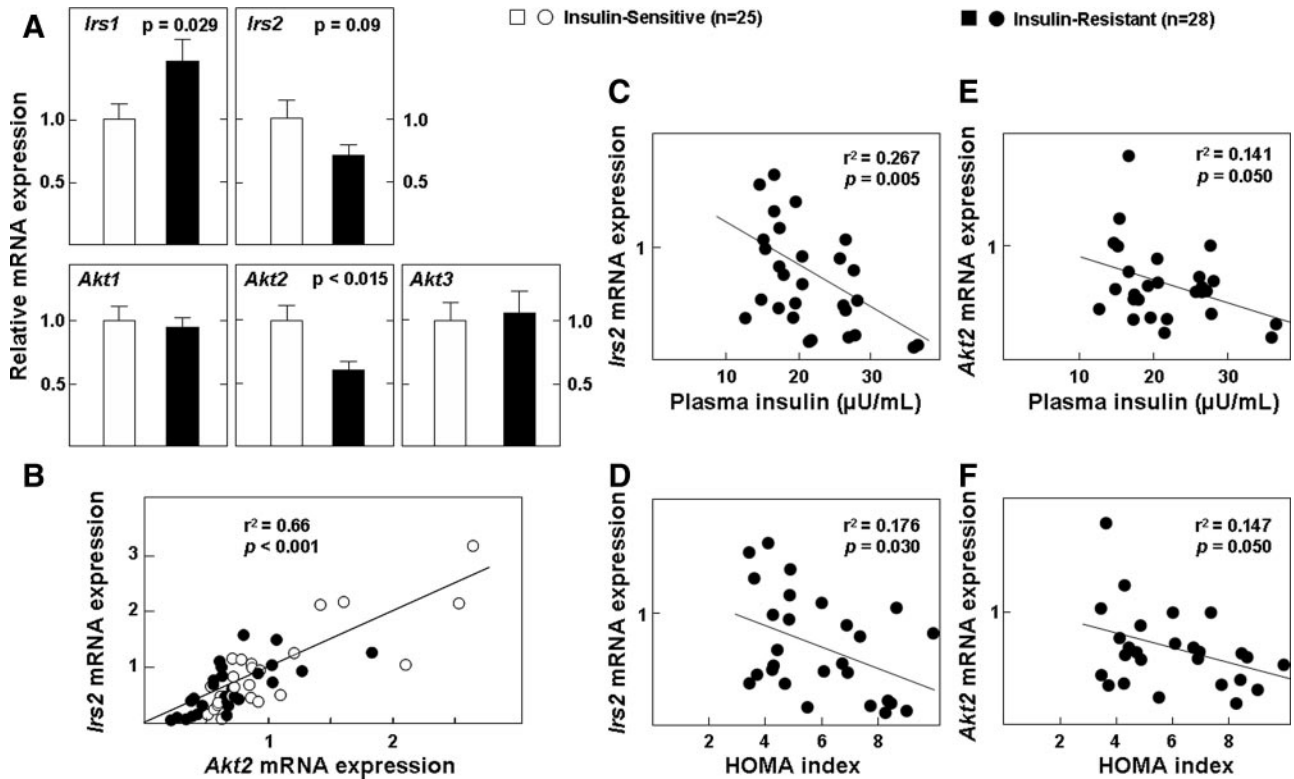 Insulin-Sensitive (n=25)
Insulin-Resistant (n=28)
A
Irs1
p = 0.029
Irs2
p = 0.09
1.0
0.5
1.0
0.5
Akt1
Akt2
p < 0.015
Akt3
1.0
0.5
1.0
0.5
Relative mRNA expression
B
r² = 0.66
p < 0.001
3
2
1
0
1
2
Irs2 mRNA expression
Akt2 mRNA expression
C
r² = 0.267
p = 0.005
1
10
20
30
Irs2 mRNA expression
Plasma insulin (µU/mL)
D
r² = 0.176
p = 0.030
1
2
4
6
8
Irs2 mRNA expression
HOMA index
E
r² = 0.141
p = 0.050
1
10
20
30
Akt2 mRNA expression
Plasma insulin (µU/mL)
F
r² = 0.147
p = 0.050
1
2
4
6
8
Akt2 mRNA expression
HOMA index